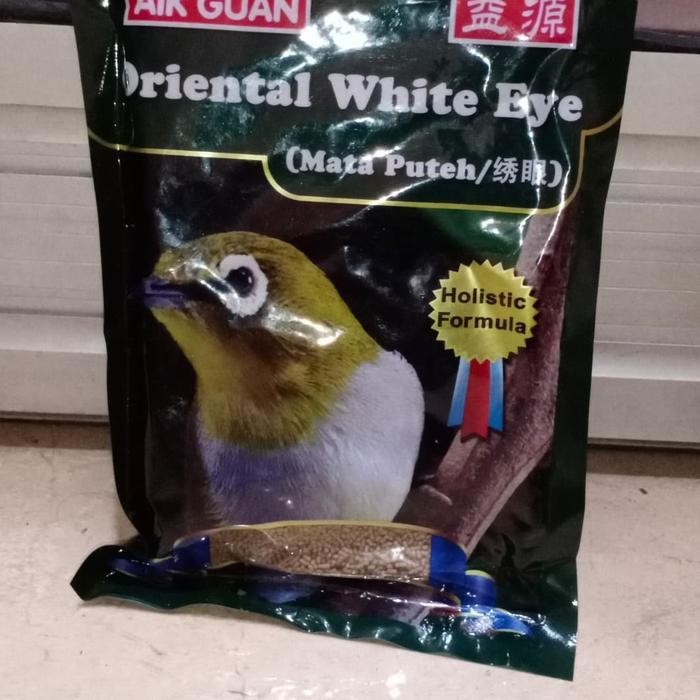 AIK GUAN
益源
Oriental White Eye
(Mata Puteh/绣眼)
Holistic
Formula